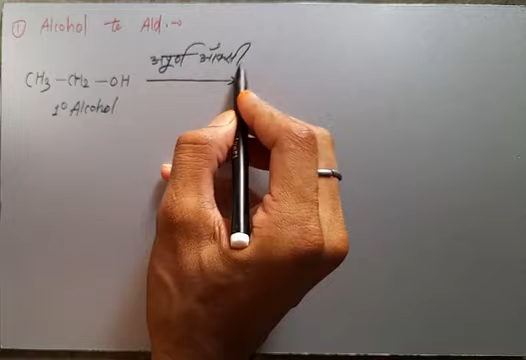 ① Alcohol to Ald. :→
अपूर्ण ऑक्सी
CH3 – CH2 – OH
1° Alcohol